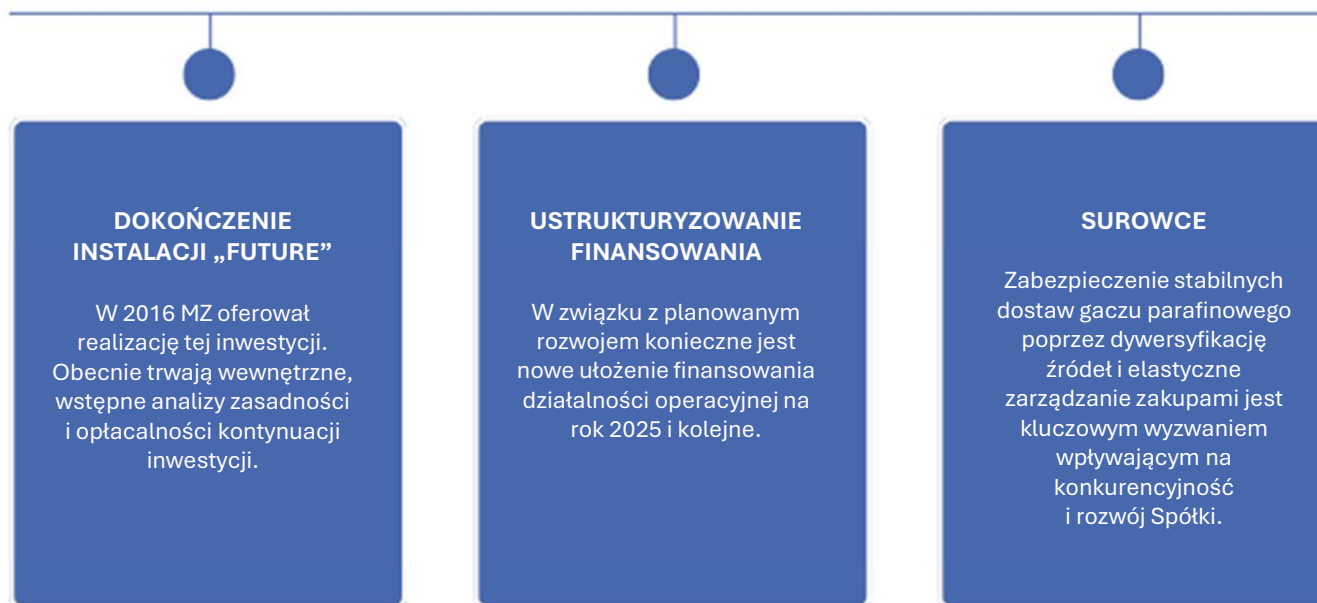 DOKOŃCZENIE
INSTALACJI „FUTURE”
W 2016 MZ oferował
realizację tej inwestycji.
Obecnie trwają wewnętrzne,
wstępne analizy zasadności
i opłacalności kontynuacji
inwestycji.
USTRUKTURYZOWANIE
FINANSOWANIA
W związku z planowanym
rozwojem konieczne jest
nowe ułożenie finansowania
działalności operacyjnej na
rok 2025 i kolejne.
SUROWCE
Zabezpieczenie stabilnych
dostaw gaczu parafinowego
poprzez dywersyfikację
źródeł i elastyczne
zarządzanie zakupami jest
kluczowym wyzwaniem
wpływającym na
konkurencyjność
i rozwój Spółki.